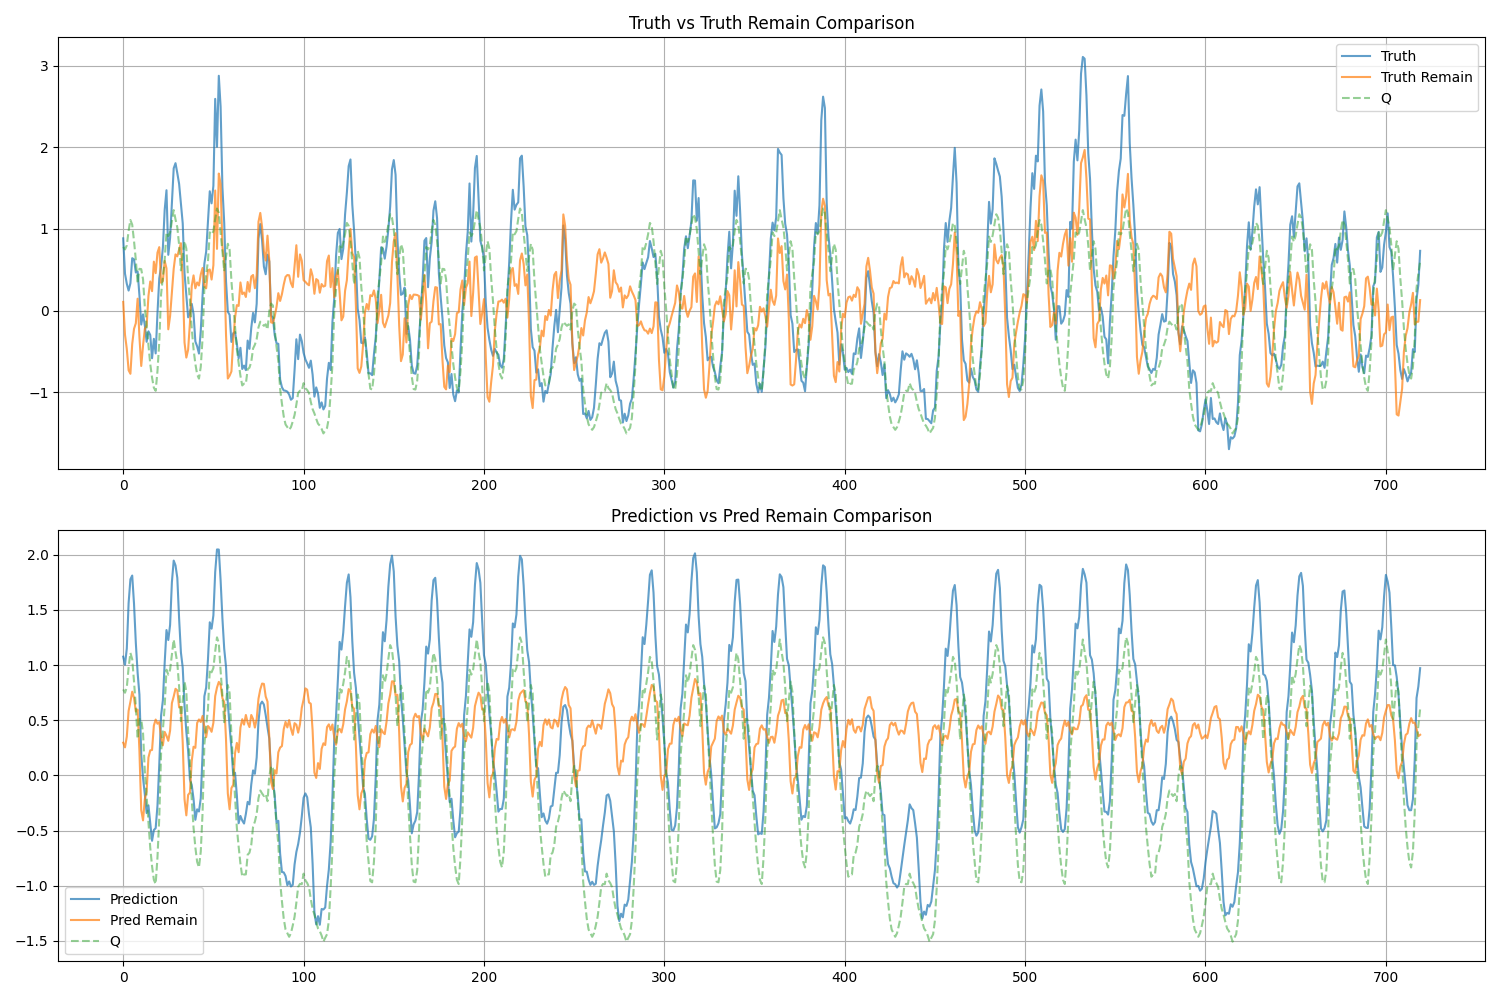 Truth vs Truth Remain Comparison
Truth
Truth Remain
Q
3
2
1
0
−1
0 100 200 300 400 500 600 700
Prediction vs Pred Remain Comparison
2.0
1.5
1.0
0.5
0.0
−0.5
−1.0
−1.5
Prediction
Pred Remain
Q
0 100 200 300 400 500 600 700